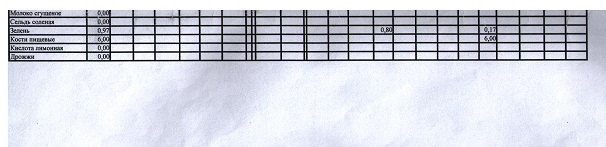 Молоко сгущеное 0,00
Сельдь соленая 0,00
Зелень 0,97 0,80 0,17
Кости пищевые 6,00 6,00
Кислота лимонная 0,00
Дрожжи 0,00